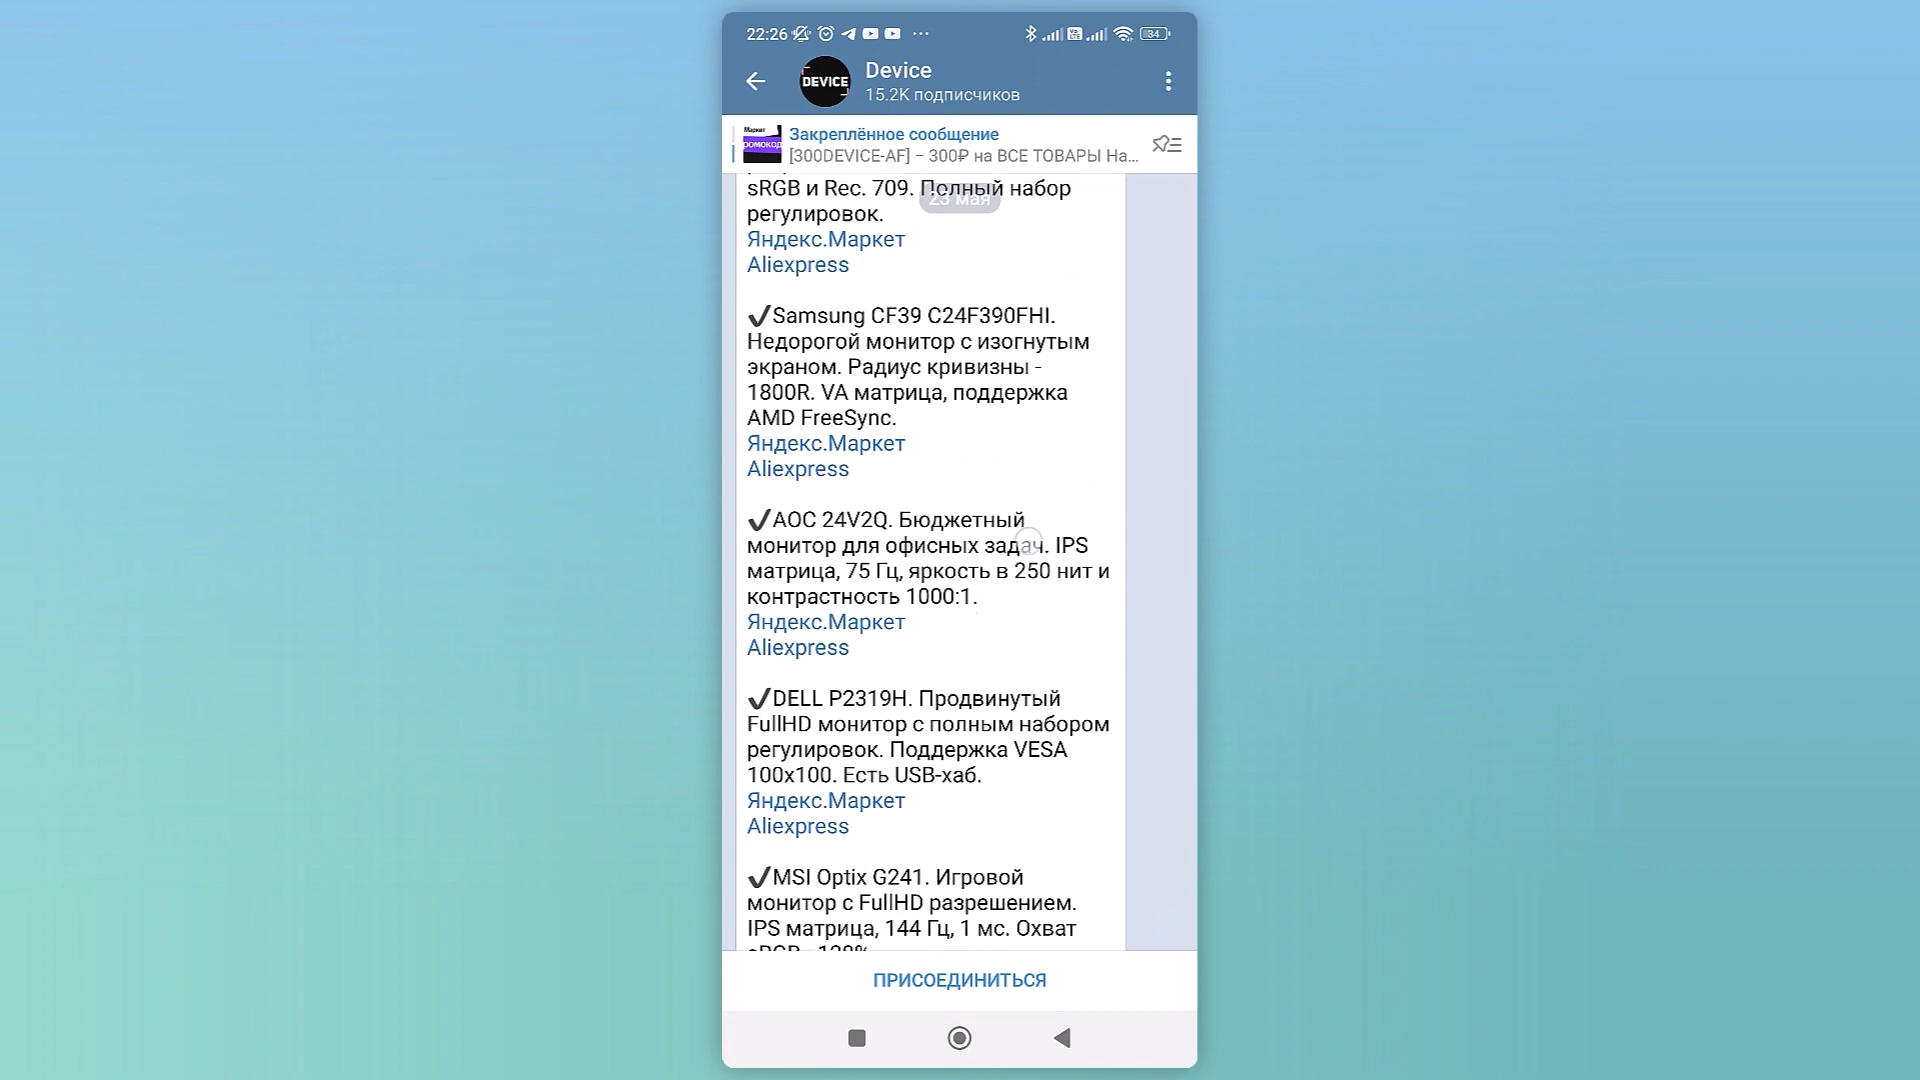 22:26
34
DEVICE
Device
15.2K подписчиков
Маркет
ромокод
Закреплённое сообщение
[300DEVICE-AF] – 300₽ на ВСЕ ТОВАРЫ На...
sRGB и Rec. 709. Полный набор
23 мая
регулировок.
Яндекс.Маркет
Aliexpress
✔Samsung CF39 C24F390FHI.
Недорогой монитор с изогнутым
экраном. Радиус кривизны -
1800R. VA матрица, поддержка
AMD FreeSync.
Яндекс.Маркет
Aliexpress
✔AOC 24V2Q. Бюджетный
монитор для офисных задач. IPS
матрица, 75 Гц, яркость в 250 нит и
контрастность 1000:1.
Яндекс.Маркет
Aliexpress
✔DELL P2319H. Продвинутый
FullHD монитор с полным набором
регулировок. Поддержка VESA
100x100. Есть USB-хаб.
Яндекс.Маркет
Aliexpress
✔MSI Optix G241. Игровой
монитор с FullHD разрешением.
IPS матрица, 144 Гц, 1 мс. Охват
ПРИСОЕДИНИТЬСЯ